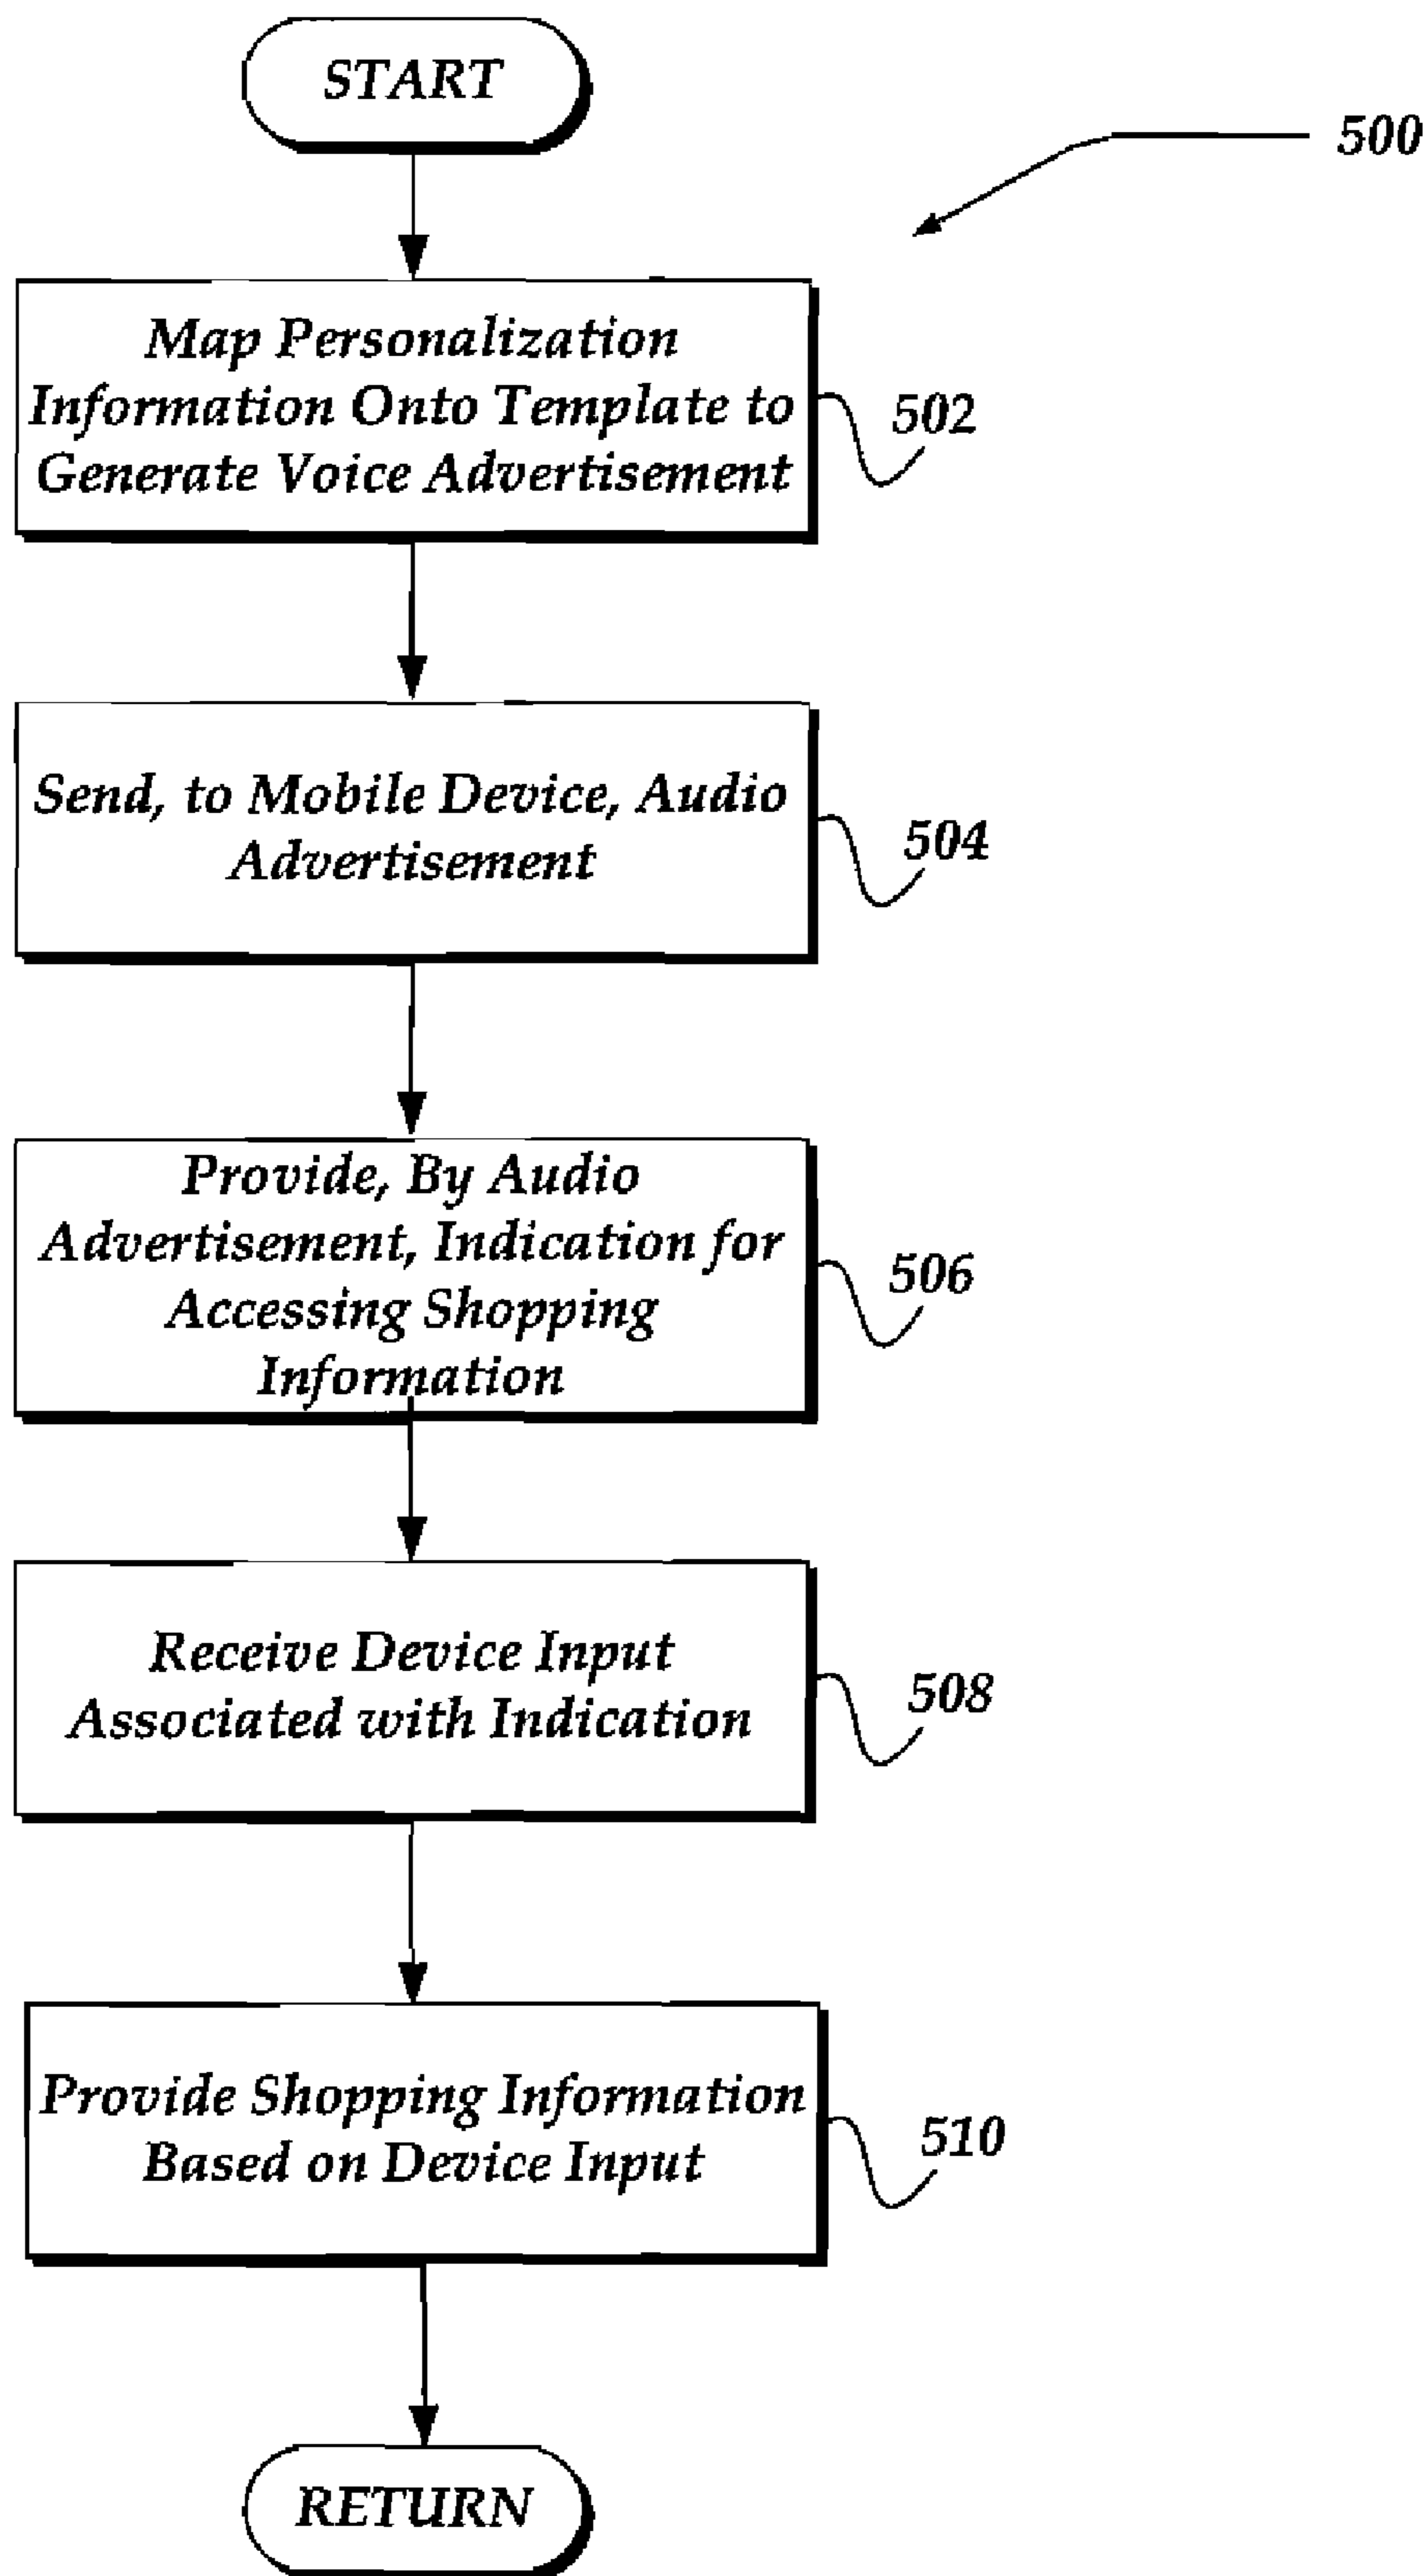 START
500
Map Personalization
Information Onto Template to
Generate Voice Advertisement
502
Send, to Mobile Device, Audio
Advertisement
504
Provide, By Audio
Advertisement, Indication for
Accessing Shopping
Information
506
Receive Device Input
Associated with Indication
508
Provide Shopping Information
Based on Device Input
510
RETURN